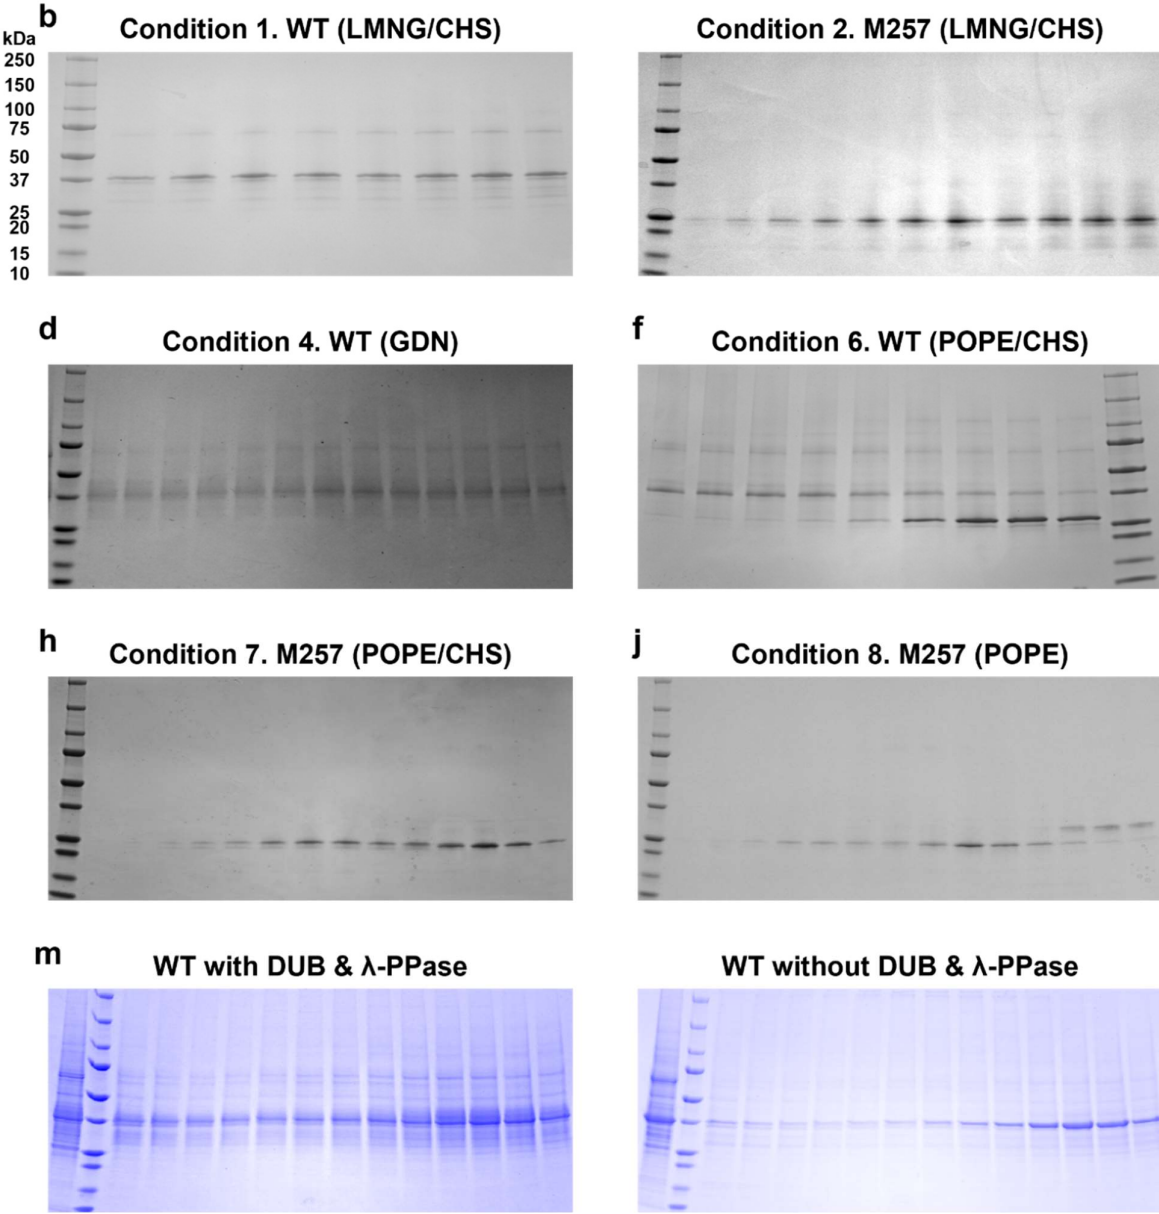 b
Condition 1. WT (LMNG/CHS)
Condition 2. M257 (LMNG/CHS)
kDa
250
150
100
75
50
37
25
20
15
10
d
Condition 4. WT (GDN)
f
Condition 6. WT (POPE/CHS)
h
Condition 7. M257 (POPE/CHS)
j
Condition 8. M257 (POPE)
m
WT with DUB & λ-PPase
WT without DUB & λ-PPase